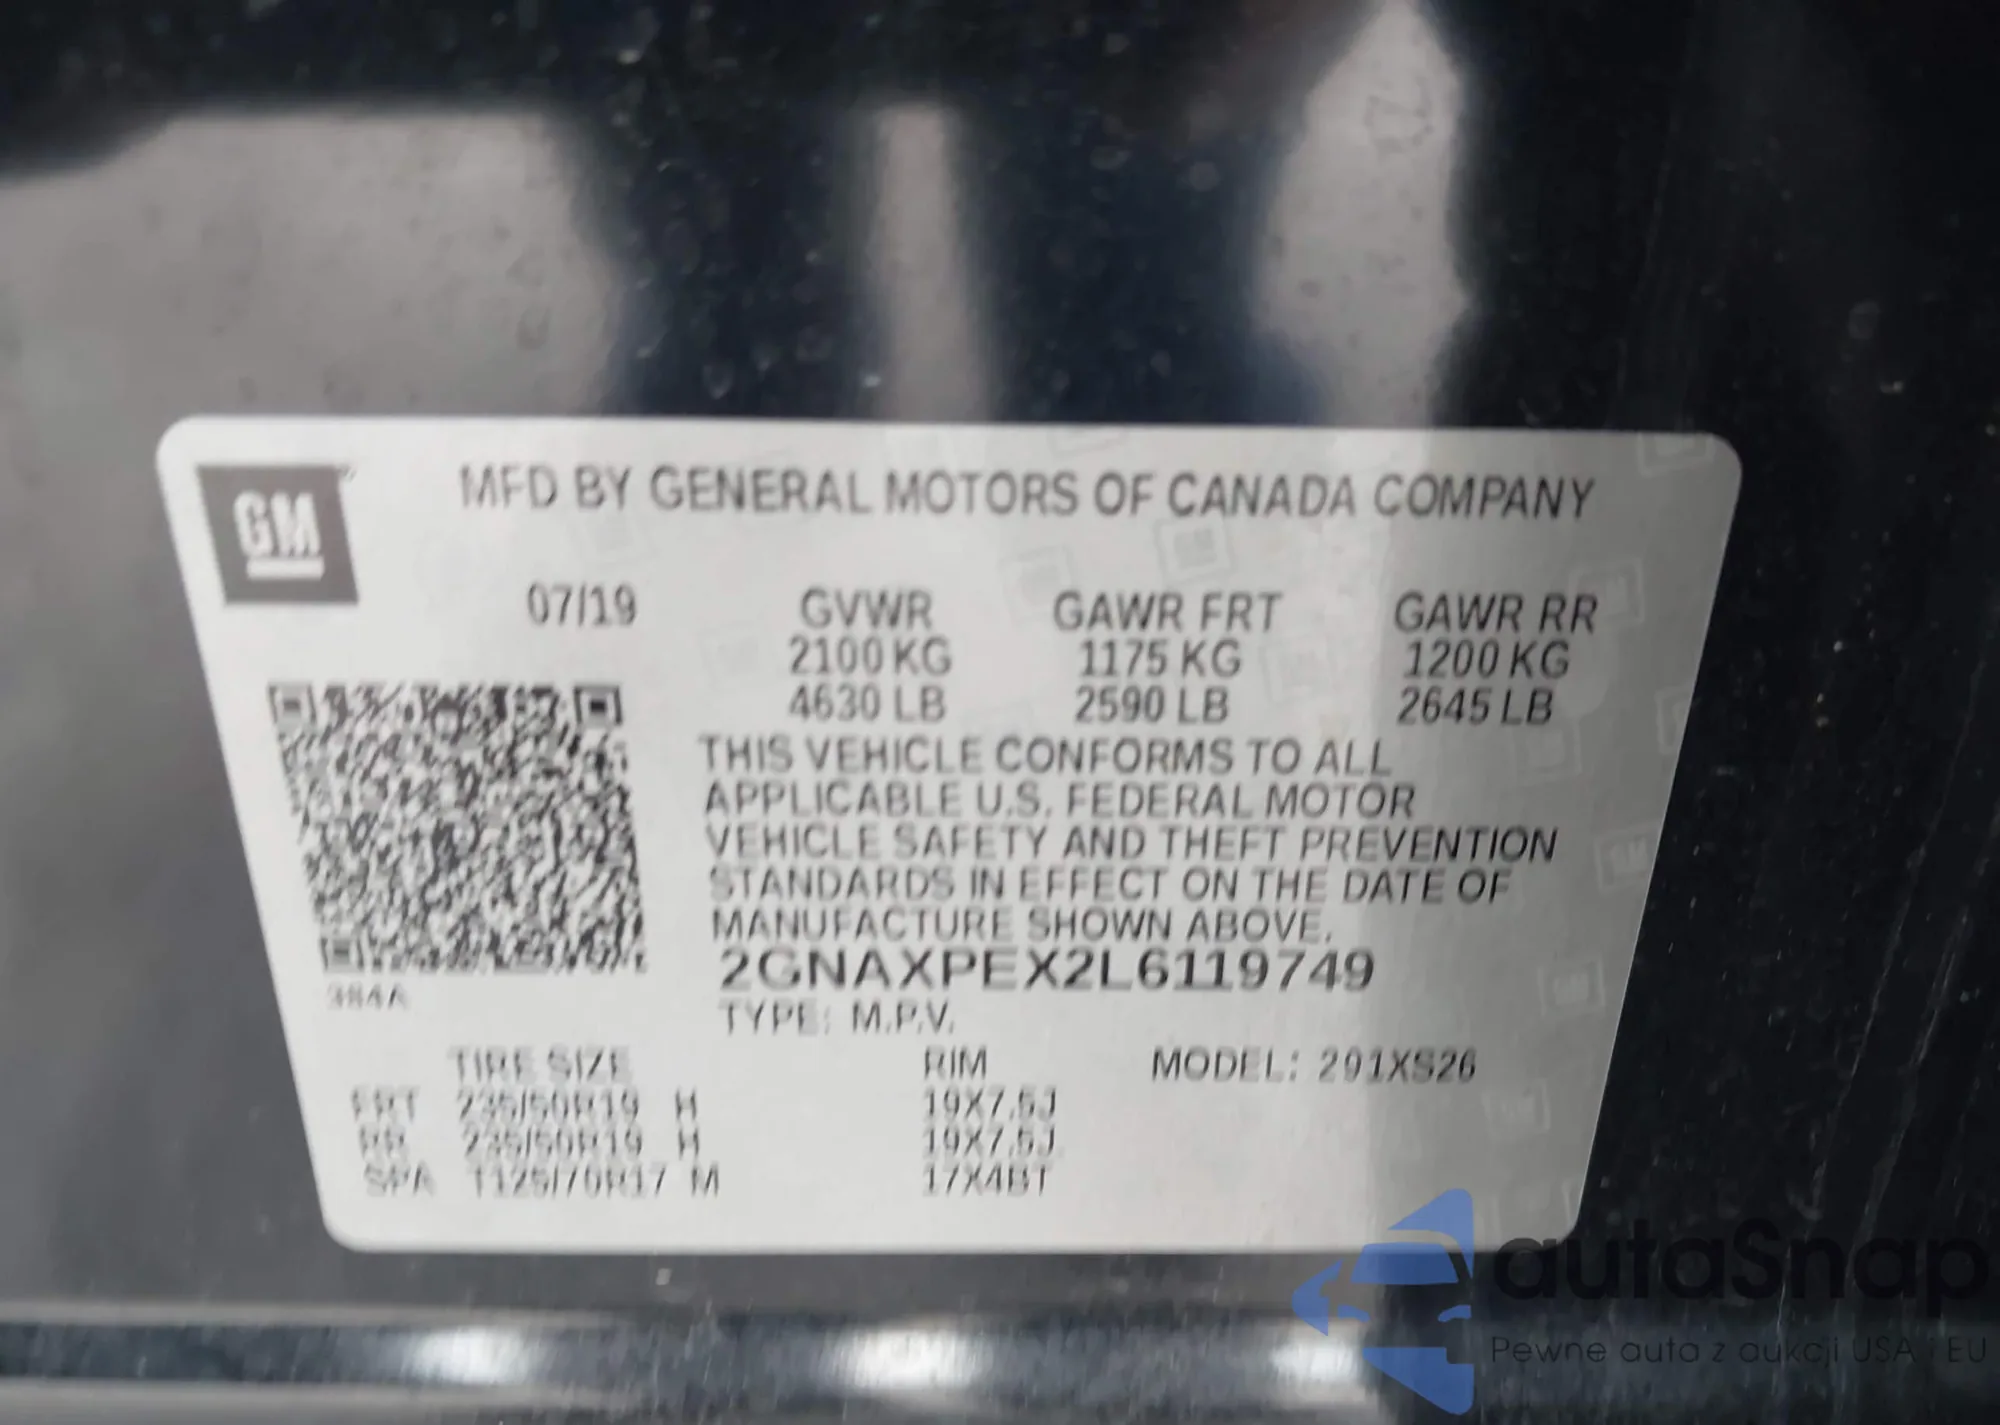 GM
MFD BY GENERAL MOTORS OF CANADA COMPANY
07/19 GVWR GAWR FRT GAWR RR
2100 KG 1175 KG 1200 KG
4630 LB 2590 LB 2645 LB
THIS VEHICLE CONFORMS TO ALL
APPLICABLE U.S. FEDERAL MOTOR
VEHICLE SAFETY AND THEFT PREVENTION
STANDARDS IN EFFECT ON THE DATE OF
MANUFACTURE SHOWN ABOVE.
2GNAXPEX2L6119749
384A
TYPE: M.P.V.
TIRE SIZE RIM MODEL: 291XS26
FRT 235/50R19 H 19X7.5J
RR 235/50R19 H 19X7.5J
SPA T125/70R17 M 17X4BT
autaSnap
Pewne auta z aukcji USA i EU